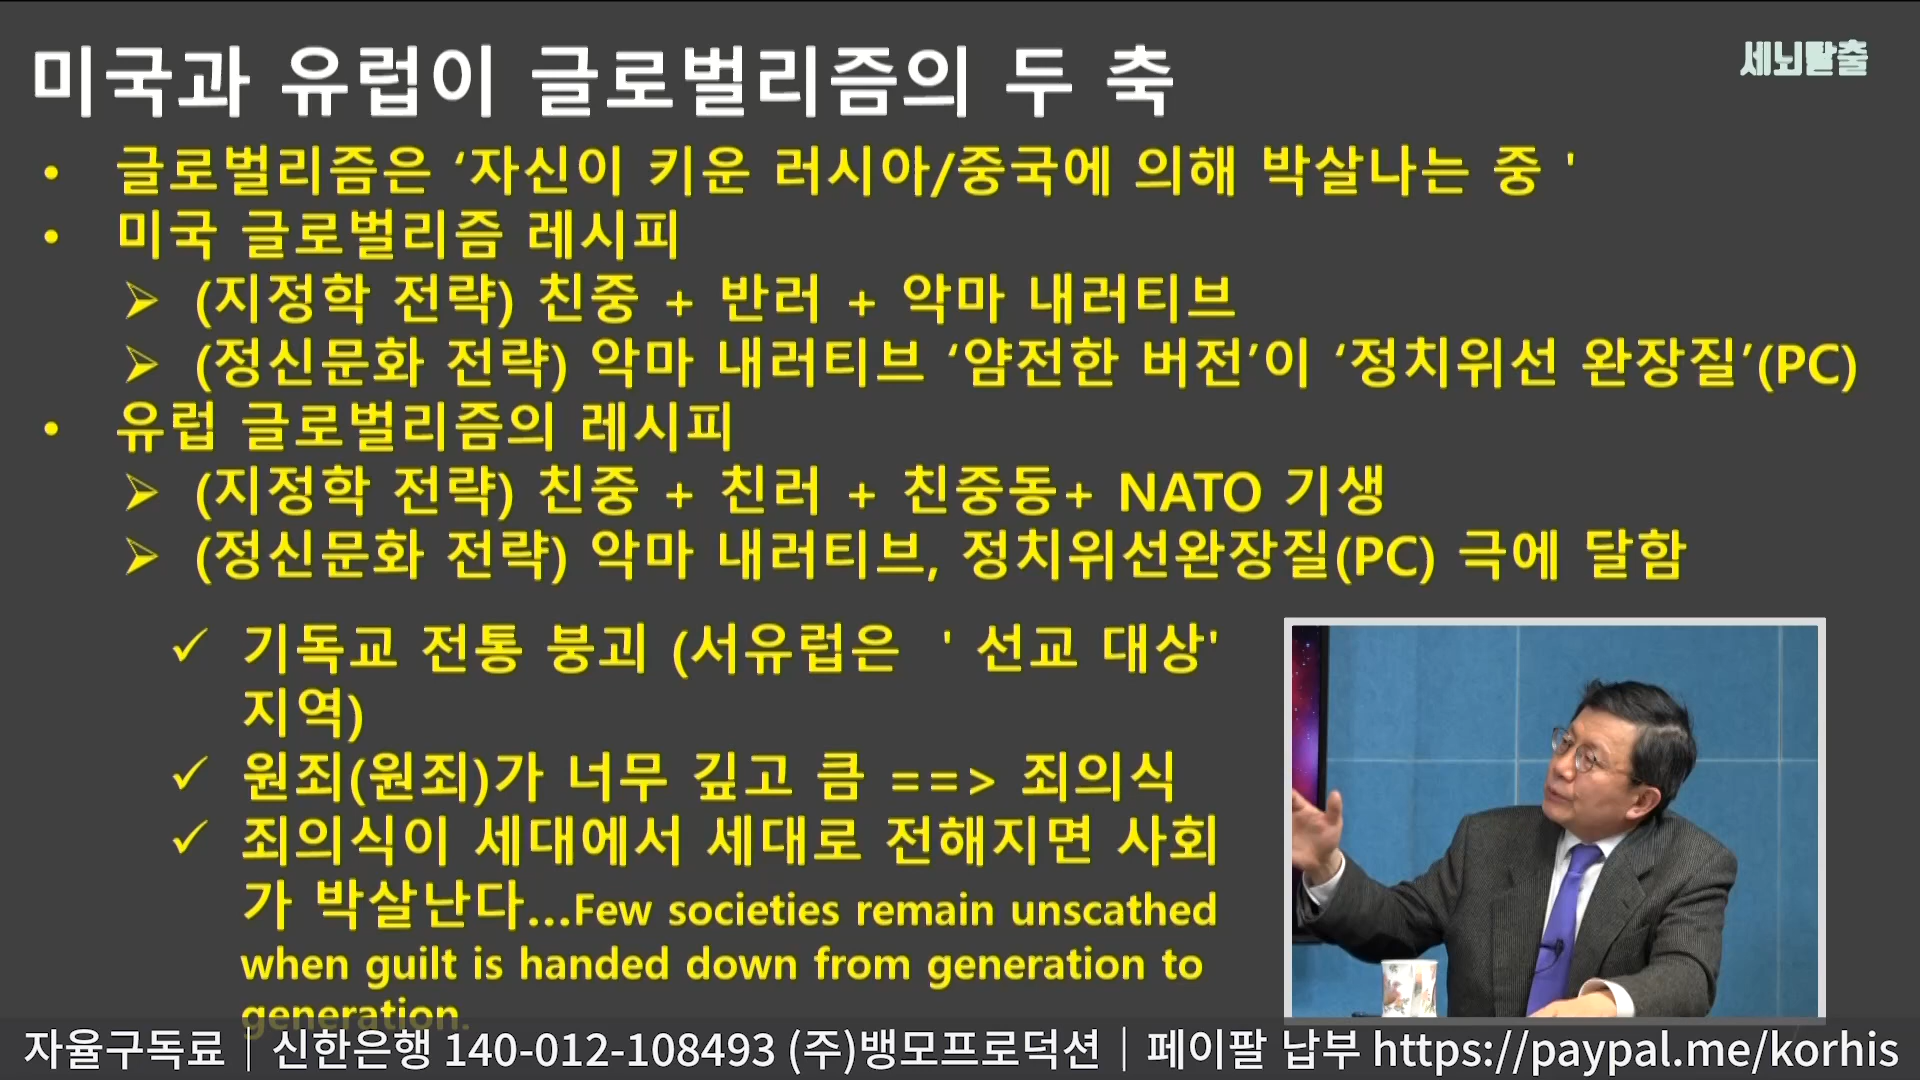 미국과 유럽이 글로벌리즘의 두 축
세뇌탈출
• 글로벌리즘은 ‘자신이 키운 러시아/중국에 의해 박살나는 중 '
• 미국 글로벌리즘 레시피
➢ (지정학 전략) 친중 + 반러 + 악마 내러티브
➢ (정신문화 전략) 악마 내러티브 ‘얌전한 버전’이 ‘정치위선 완장질’(PC)
• 유럽 글로벌리즘의 레시피
➢ (지정학 전략) 친중 + 친러 + 친중동+ NATO 기생
➢ (정신문화 전략) 악마 내러티브, 정치위선완장질(PC) 극에 달함
✓ 기독교 전통 붕괴 (서유럽은 ' 선교 대상'
지역)
✓ 원죄(원죄)가 너무 깊고 큼 ==> 죄의식
✓ 죄의식이 세대에서 세대로 전해지면 사회
가 박살난다...Few societies remain unscathed
when guilt is handed down from generation to
generation.
자율구독료 | 신한은행 140-012-108493 (주)뱅모프로덕션 | 페이팔 납부 https://paypal.me/korhis